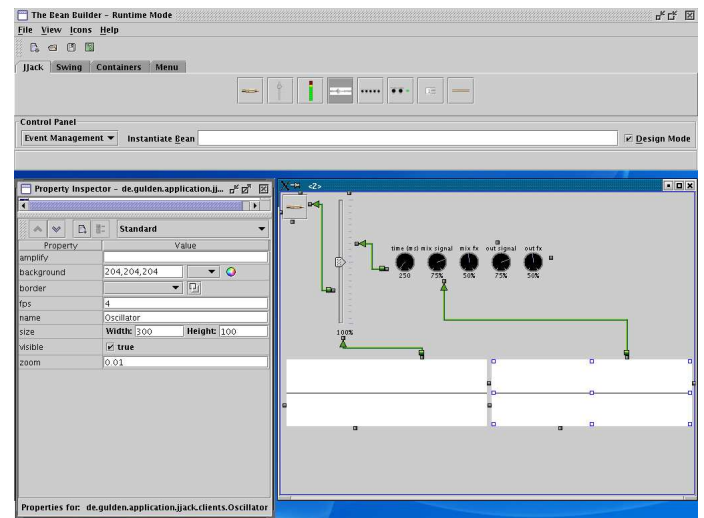 The Bean Builder - Runtime Mode
File View Icons Help
JJack Swing Containers Menu
Control Panel
Event Management Instantiate Bean Design Mode
Property Inspector - de.gulden.application.jj...
Standard
Property Value
amplify
background 204,204,204
border
fps 4
name Oscillator
size Width: 300 Height: 100
visible true
zoom 0.01
Properties for: de.gulden.application.jjack.clients.Oscillator
<2>
time (ms) mix signal mix fx out signal out fx
250 75% 50% 75% 50%
100%